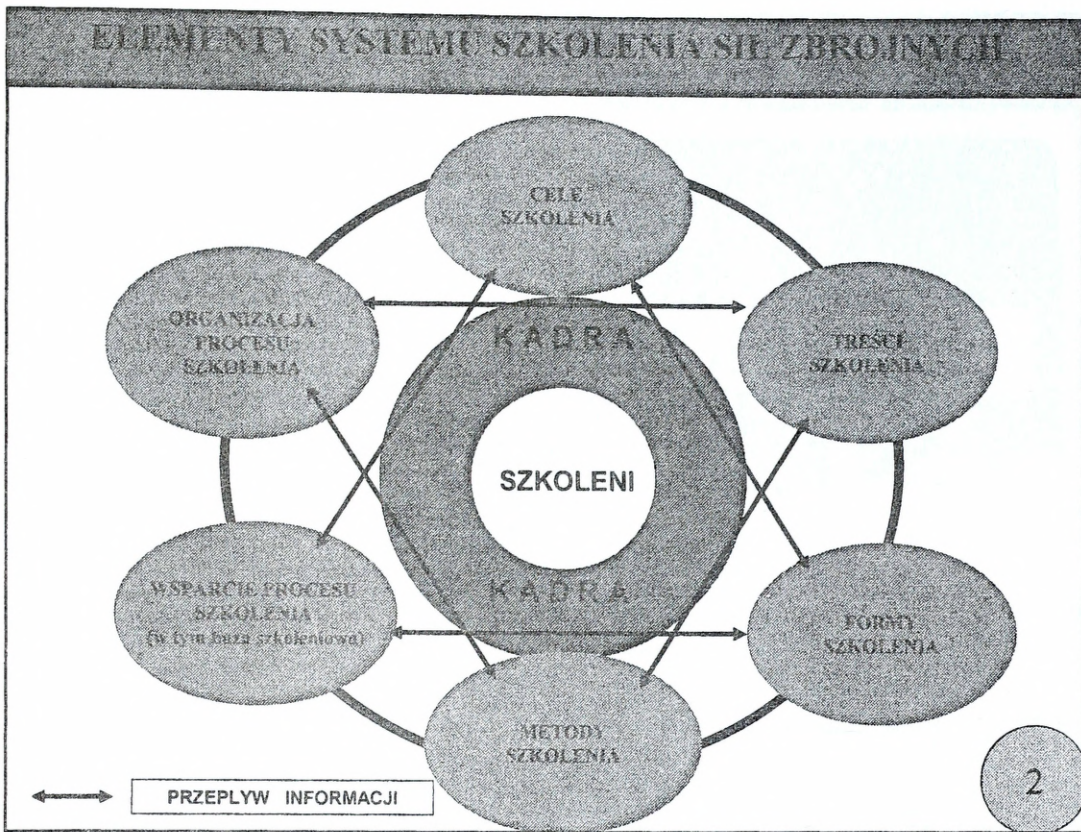 ELEMENTY SYSTEMU SZKOLENIA SIŁ ZBROJNYCH
CELE
SZKOLENIA
ORGANIZACJA
PROCESU
SZKOLENIA
KADRA
TREŚCI
SZKOLENIA
SZKOLENI
WSPARCIE PROCESU
SZKOLENIA
(w tym baza szkoleniowa)
KADRA
FORMY
SZKOLENIA
METODY
SZKOLENIA
PRZEPŁYW INFORMACJI
2